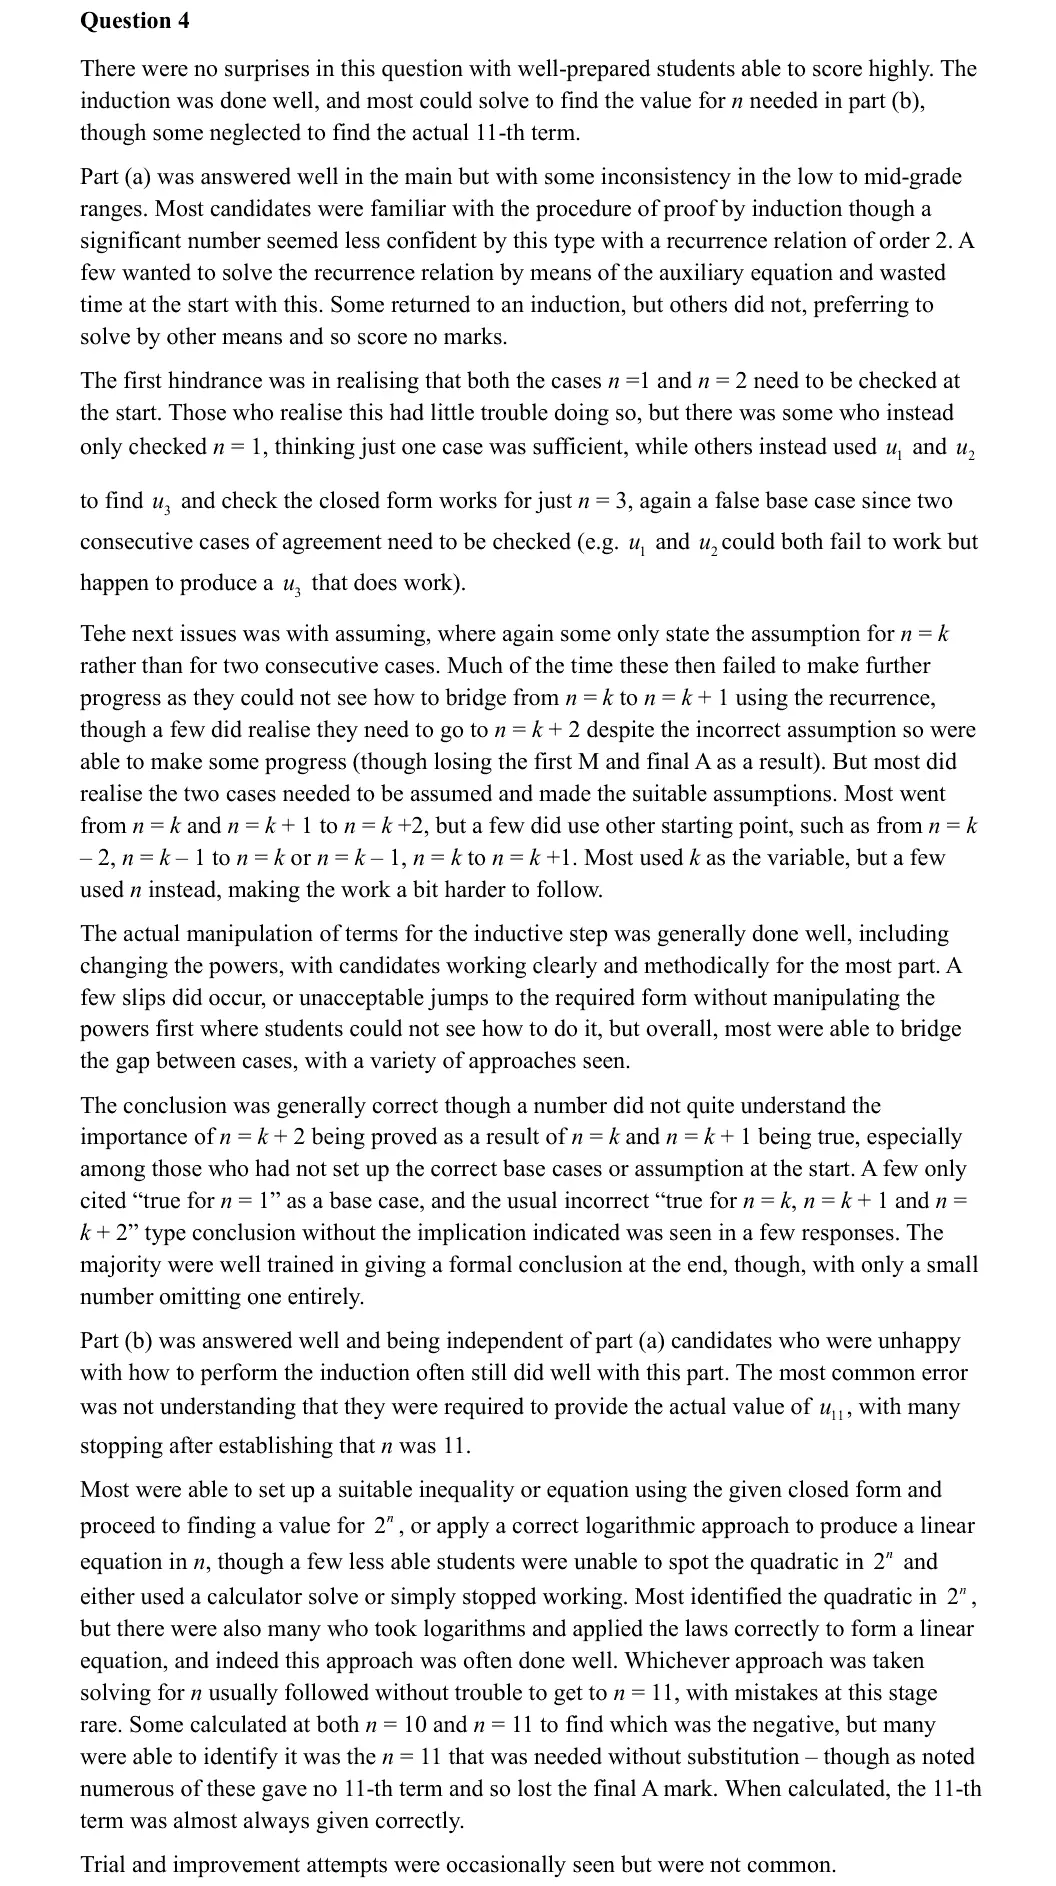 Question 4
There were no surprises in this question with well-prepared students able to score highly. The
induction was done well, and most could solve to find the value for n needed in part (b),
though some neglected to find the actual 11-th term.
Part (a) was answered well in the main but with some inconsistency in the low to mid-grade
ranges. Most candidates were familiar with the procedure of proof by induction though a
significant number seemed less confident by this type with a recurrence relation of order 2. A
few wanted to solve the recurrence relation by means of the auxiliary equation and wasted
time at the start with this. Some returned to an induction, but others did not, preferring to
solve by other means and so score no marks.
The first hindrance was in realising that both the cases n =1 and n = 2 need to be checked at
the start. Those who realise this had little trouble doing so, but there was some who instead
only checked n = 1, thinking just one case was sufficient, while others instead used u₁ and u₂
to find u₃ and check the closed form works for just n = 3, again a false base case since two
consecutive cases of agreement need to be checked (e.g. u₁ and u₂ could both fail to work but
happen to produce a u₃ that does work).
Tehe next issues was with assuming, where again some only state the assumption for n = k
rather than for two consecutive cases. Much of the time these then failed to make further
progress as they could not see how to bridge from n = k to n = k + 1 using the recurrence,
though a few did realise they need to go to n = k + 2 despite the incorrect assumption so were
able to make some progress (though losing the first M and final A as a result). But most did
realise the two cases needed to be assumed and made the suitable assumptions. Most went
from n = k and n = k + 1 to n = k +2, but a few did use other starting point, such as from n = k
– 2, n = k – 1 to n = k or n = k – 1, n = k to n = k +1. Most used k as the variable, but a few
used n instead, making the work a bit harder to follow.
The actual manipulation of terms for the inductive step was generally done well, including
changing the powers, with candidates working clearly and methodically for the most part. A
few slips did occur, or unacceptable jumps to the required form without manipulating the
powers first where students could not see how to do it, but overall, most were able to bridge
the gap between cases, with a variety of approaches seen.
The conclusion was generally correct though a number did not quite understand the
importance of n = k + 2 being proved as a result of n = k and n = k + 1 being true, especially
among those who had not set up the correct base cases or assumption at the start. A few only
cited “true for n = 1” as a base case, and the usual incorrect “true for n = k, n = k + 1 and n =
k + 2” type conclusion without the implication indicated was seen in a few responses. The
majority were well trained in giving a formal conclusion at the end, though, with only a small
number omitting one entirely.
Part (b) was answered well and being independent of part (a) candidates who were unhappy
with how to perform the induction often still did well with this part. The most common error
was not understanding that they were required to provide the actual value of u₁₁, with many
stopping after establishing that n was 11.
Most were able to set up a suitable inequality or equation using the given closed form and
proceed to finding a value for 2ⁿ, or apply a correct logarithmic approach to produce a linear
equation in n, though a few less able students were unable to spot the quadratic in 2ⁿ and
either used a calculator solve or simply stopped working. Most identified the quadratic in 2ⁿ,
but there were also many who took logarithms and applied the laws correctly to form a linear
equation, and indeed this approach was often done well. Whichever approach was taken
solving for n usually followed without trouble to get to n = 11, with mistakes at this stage
rare. Some calculated at both n = 10 and n = 11 to find which was the negative, but many
were able to identify it was the n = 11 that was needed without substitution – though as noted
numerous of these gave no 11-th term and so lost the final A mark. When calculated, the 11-th
term was almost always given correctly.
Trial and improvement attempts were occasionally seen but were not common.